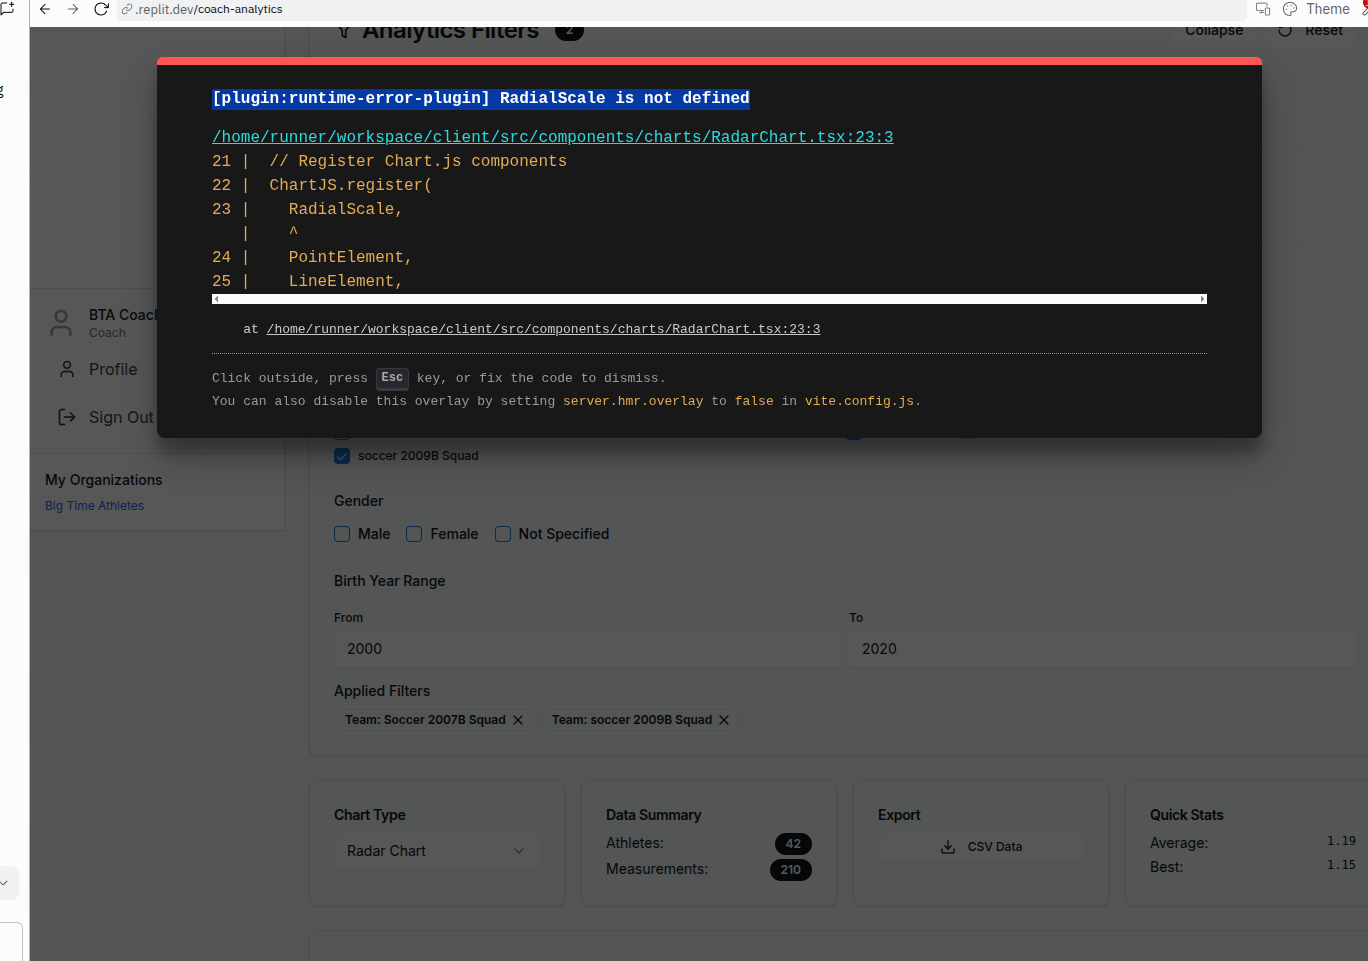 .replit.dev/coach-analytics
Theme
Analytics Filters 2
Collapse
Reset
[plugin:runtime-error-plugin] RadialScale is not defined
/home/runner/workspace/client/src/components/charts/RadarChart.tsx:23:3
21 | // Register Chart.js components
22 | ChartJS.register(
23 | RadialScale,
| ^
24 | PointElement,
25 | LineElement,
at /home/runner/workspace/client/src/components/charts/RadarChart.tsx:23:3
Click outside, press Esc key, or fix the code to dismiss.
You can also disable this overlay by setting server.hmr.overlay to false in vite.config.js.
BTA Coach
Coach
Profile
Sign Out
My Organizations
Big Time Athletes
soccer 2009B Squad
Gender
Male
Female
Not Specified
Birth Year Range
From
To
2000
2020
Applied Filters
Team: Soccer 2007B Squad
Team: soccer 2009B Squad
Chart Type
Radar Chart
Data Summary
Athletes: 42
Measurements: 210
Export
CSV Data
Quick Stats
Average: 1.19
Best: 1.15